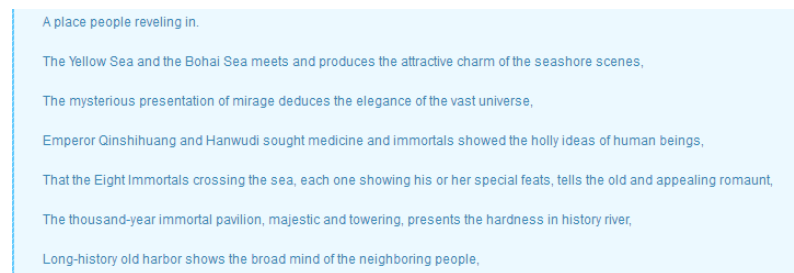 A place people reveling in.
The Yellow Sea and the Bohai Sea meets and produces the attractive charm of the seashore scenes,
The mysterious presentation of mirage deduces the elegance of the vast universe,
Emperor Qinshihuang and Hanwudi sought medicine and immortals showed the holly ideas of human beings,
That the Eight Immortals crossing the sea, each one showing his or her special feats, tells the old and appealing romaunt,
The thousand-year immortal pavilion, majestic and towering, presents the hardness in history river,
Long-history old harbor shows the broad mind of the neighboring people,